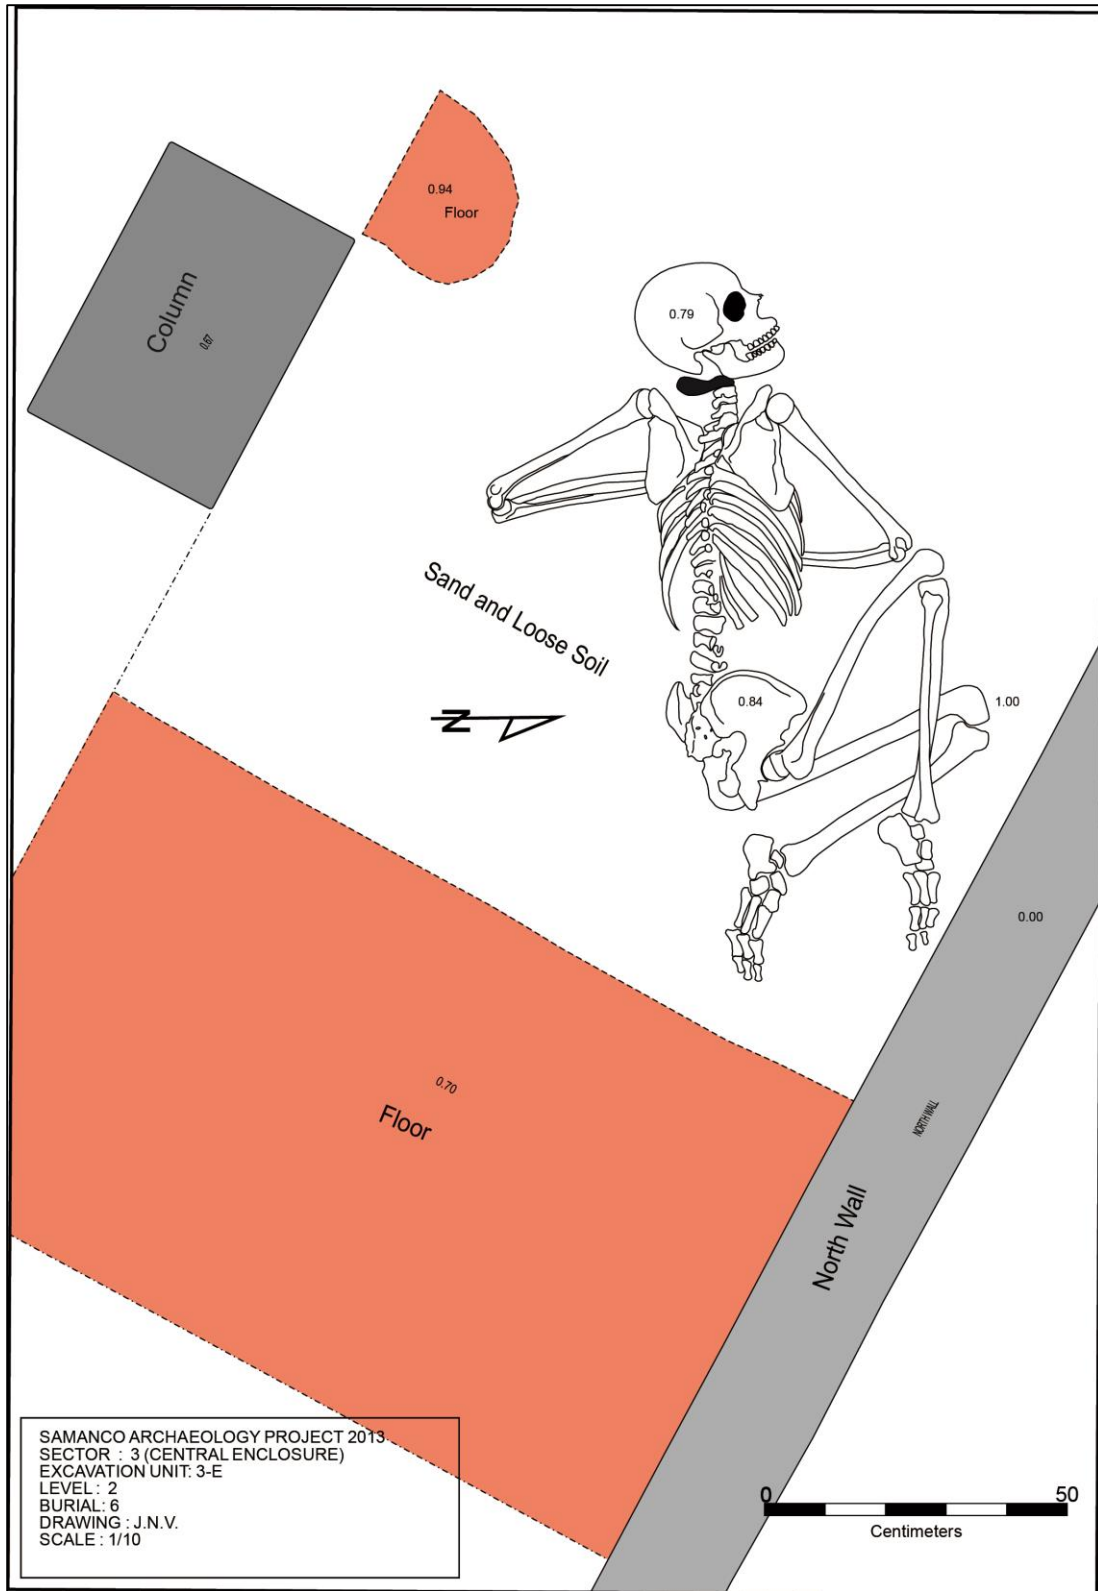 0.94
Floor
Column
0.67
0.79
Sand and Loose Soil
N
0.84
1.00
0.00
0.70
Floor
NORTH WALL
North Wall
SAMANCO ARCHAEOLOGY PROJECT 2013
SECTOR : 3 (CENTRAL ENCLOSURE)
EXCAVATION UNIT: 3-E
LEVEL : 2
BURIAL: 6
DRAWING : J.N.V.
SCALE : 1/10
0 50
Centimeters